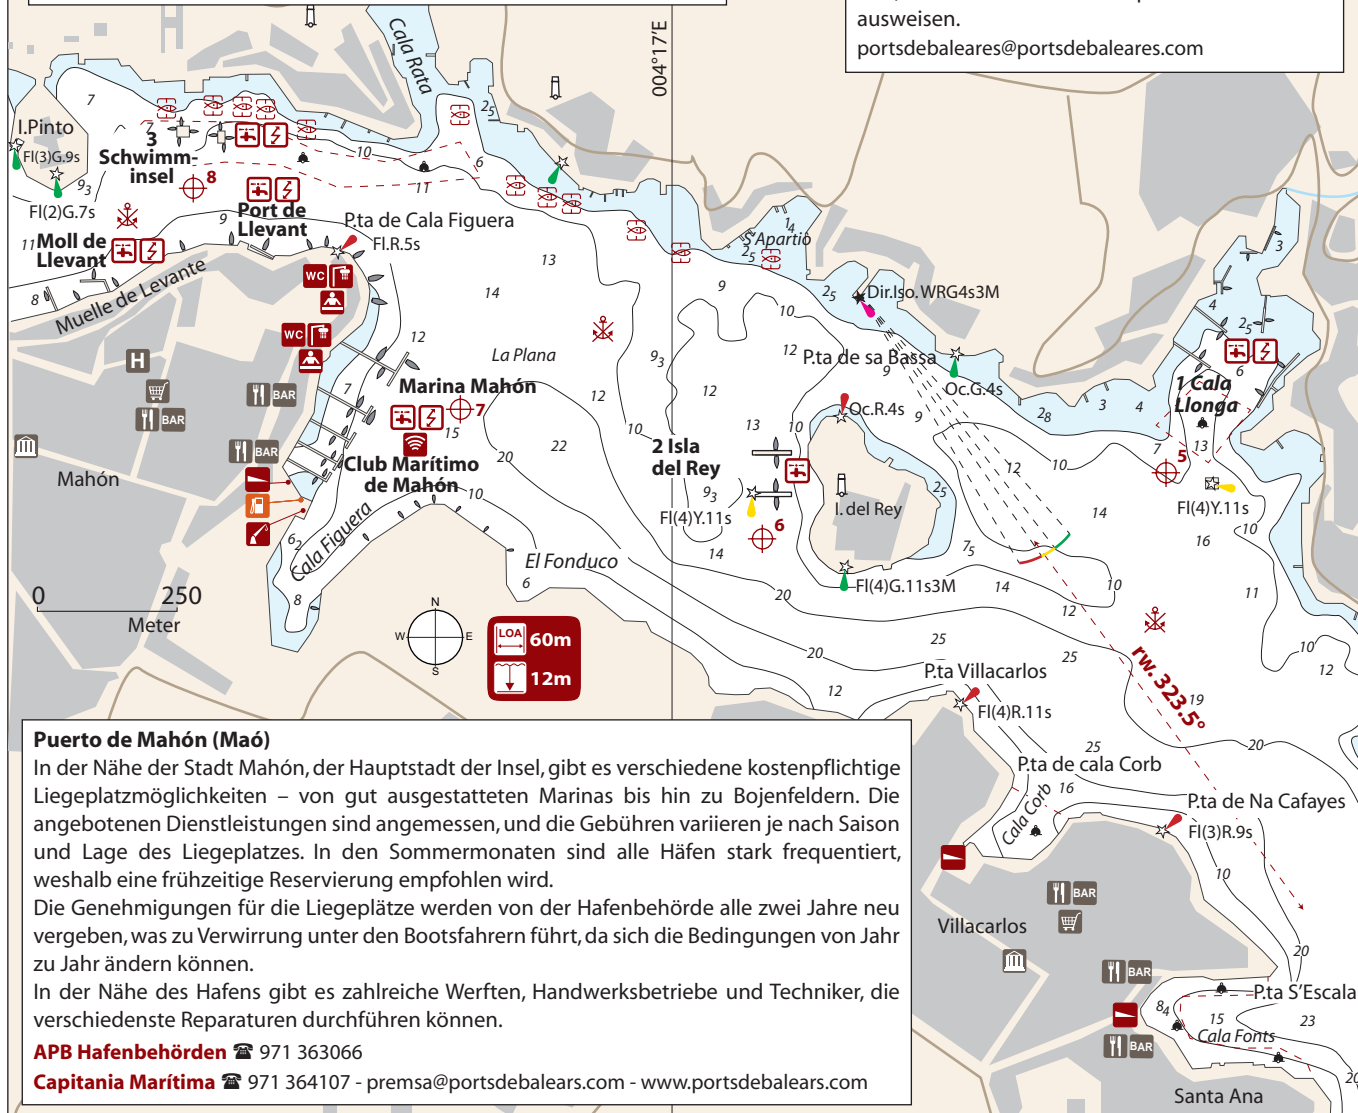 ausweisen.
portsdebaleares@portsdebaleares.com
Cala Rata
004°17'E
I.Pinto
Fl(3)G.9s
Fl(2)G.7s
3
Schwimm-
insel
8
Port de
Llevant
Moll de
Llevant
Muelle de Levante
P.ta de Cala Figuera
Fl.R.5s
WC
WC
H
BAR
BAR
BAR
Mahón
La Plana
Marina Mahón
7
Club Marítimo
de Mahón
Cala Figuera
El Fonduco
S'Apartió
Dir.Iso.WRG4s3M
P.ta de sa Bassa
Oc.G.4s
Oc.R.4s
2 Isla
del Rey
Fl(4)Y.11s
6
I. del Rey
Fl(4)G.11s3M
1 Cala
Llonga
5
Fl(4)Y.11s
rw. 323.5°
0 250
Meter
N
W E
S
LOA 60m
12m
P.ta Villacarlos
Fl(4)R.11s
P.ta de cala Corb
Cala Corb
P.ta de Na Cafayes
Fl(3)R.9s
Villacarlos
BAR
BAR
BAR
P.ta S'Escala
Cala Fonts
Santa Ana
Puerto de Mahón (Maó)
In der Nähe der Stadt Mahón, der Hauptstadt der Insel, gibt es verschiedene kostenpflichtige
Liegeplatzmöglichkeiten – von gut ausgestatteten Marinas bis hin zu Bojenfeldern. Die
angebotenen Dienstleistungen sind angemessen, und die Gebühren variieren je nach Saison
und Lage des Liegeplatzes. In den Sommermonaten sind alle Häfen stark frequentiert,
weshalb eine frühzeitige Reservierung empfohlen wird.
Die Genehmigungen für die Liegeplätze werden von der Hafenbehörde alle zwei Jahre neu
vergeben, was zu Verwirrung unter den Bootsfahrern führt, da sich die Bedingungen von Jahr
zu Jahr ändern können.
In der Nähe des Hafens gibt es zahlreiche Werften, Handwerksbetriebe und Techniker, die
verschiedenste Reparaturen durchführen können.
APB Hafenbehörden ☎ 971 363066
Capitania Marítima ☎ 971 364107 - premsa@portsdebalears.com - www.portsdebalears.com